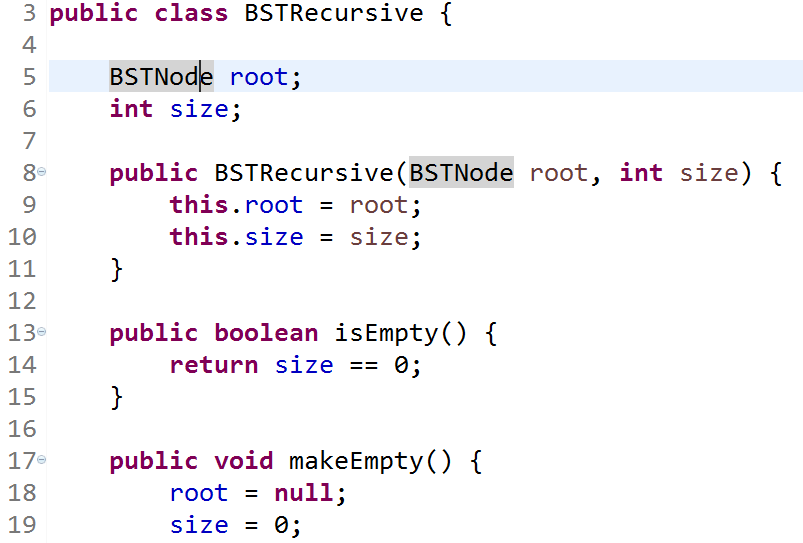 3 public class BSTRecursive {
4
5     BSTNode root;
6     int size;
7
8     public BSTRecursive(BSTNode root, int size) {
9         this.root = root;
10         this.size = size;
11     }
12
13     public boolean isEmpty() {
14         return size == 0;
15     }
16
17     public void makeEmpty() {
18         root = null;
19         size = 0;